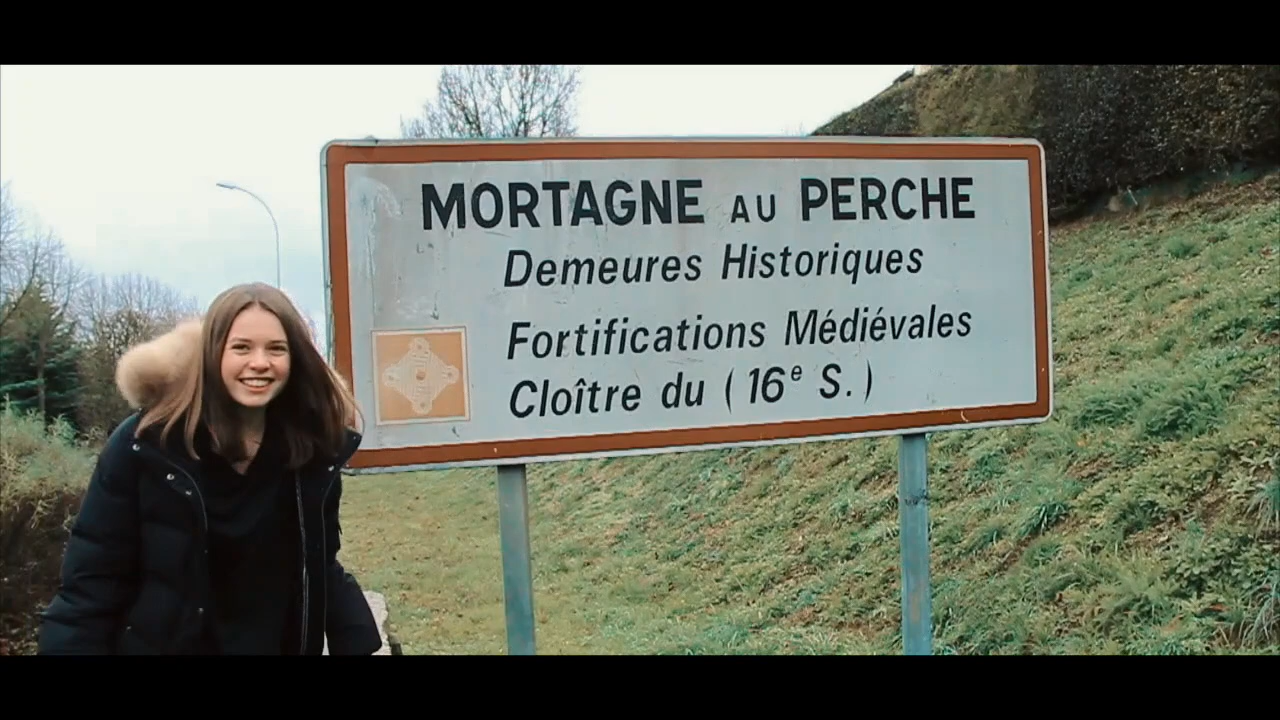 MORTAGNE AU PERCHE
Demeures Historiques
Fortifications Médiévales
Cloître du (16e S.)